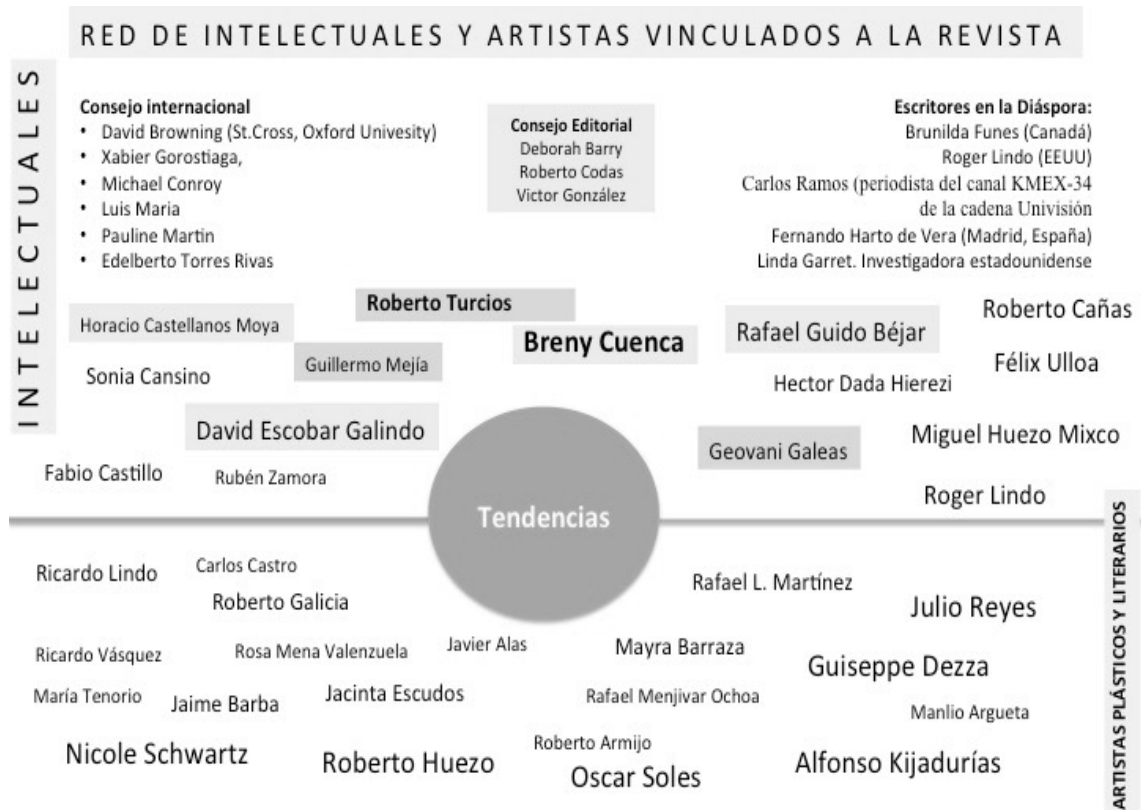 RED DE INTELECTUALES Y ARTISTAS VINCULADOS A LA REVISTA
INTELECTUALES
Consejo internacional
• David Browning (St.Cross, Oxford Univesity)
• Xabier Gorostiaga,
• Michael Conroy
• Luis Maria
• Pauline Martin
• Edelberto Torres Rivas
Consejo Editorial
Deborah Barry
Roberto Codas
Victor González
Escritores en la Diáspora:
Brunilda Funes (Canadá)
Roger Lindo (EEUU)
Carlos Ramos (periodista del canal KMEX-34
de la cadena Univisión
Fernando Harto de Vera (Madrid, España)
Linda Garret. Investigadora estadounidense
Roberto Turcios
Roberto Cañas
Horacio Castellanos Moya
Breny Cuenca
Rafael Guido Béjar
Guillermo Mejía
Félix Ulloa
Sonia Cansino
Hector Dada Hierezi
David Escobar Galindo
Miguel Huezo Mixco
Geovani Galeas
Fabio Castillo
Rubén Zamora
Roger Lindo
Tendencias
ARTISTAS PLÁSTICOS Y LITERARIOS
Ricardo Lindo
Carlos Castro
Rafael L. Martínez
Roberto Galicia
Julio Reyes
Ricardo Vásquez
Rosa Mena Valenzuela
Javier Alas
Mayra Barraza
Guiseppe Dezza
María Tenorio
Jaime Barba
Jacinta Escudos
Rafael Menjivar Ochoa
Manlio Argueta
Nicole Schwartz
Roberto Huezo
Roberto Armijo
Oscar Soles
Alfonso Kijadurías